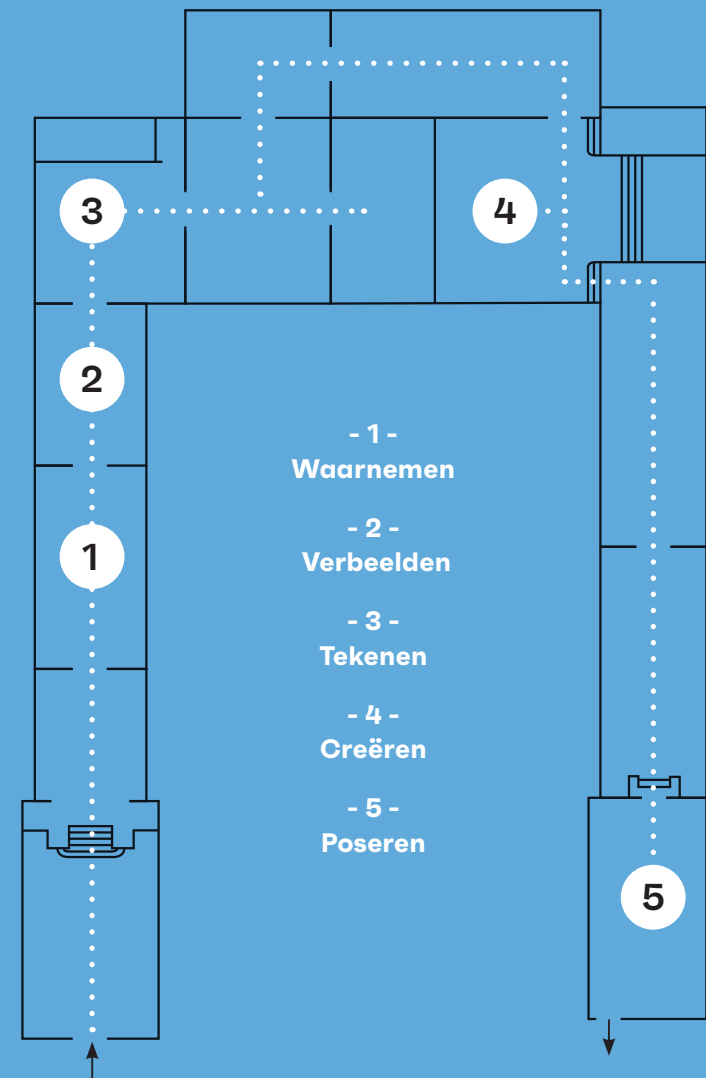 3
4
2
1
- 1 -
Waarnemen
- 2 -
Verbeelden
- 3 -
Tekenen
- 4 -
Creëren
- 5 -
Poseren
5